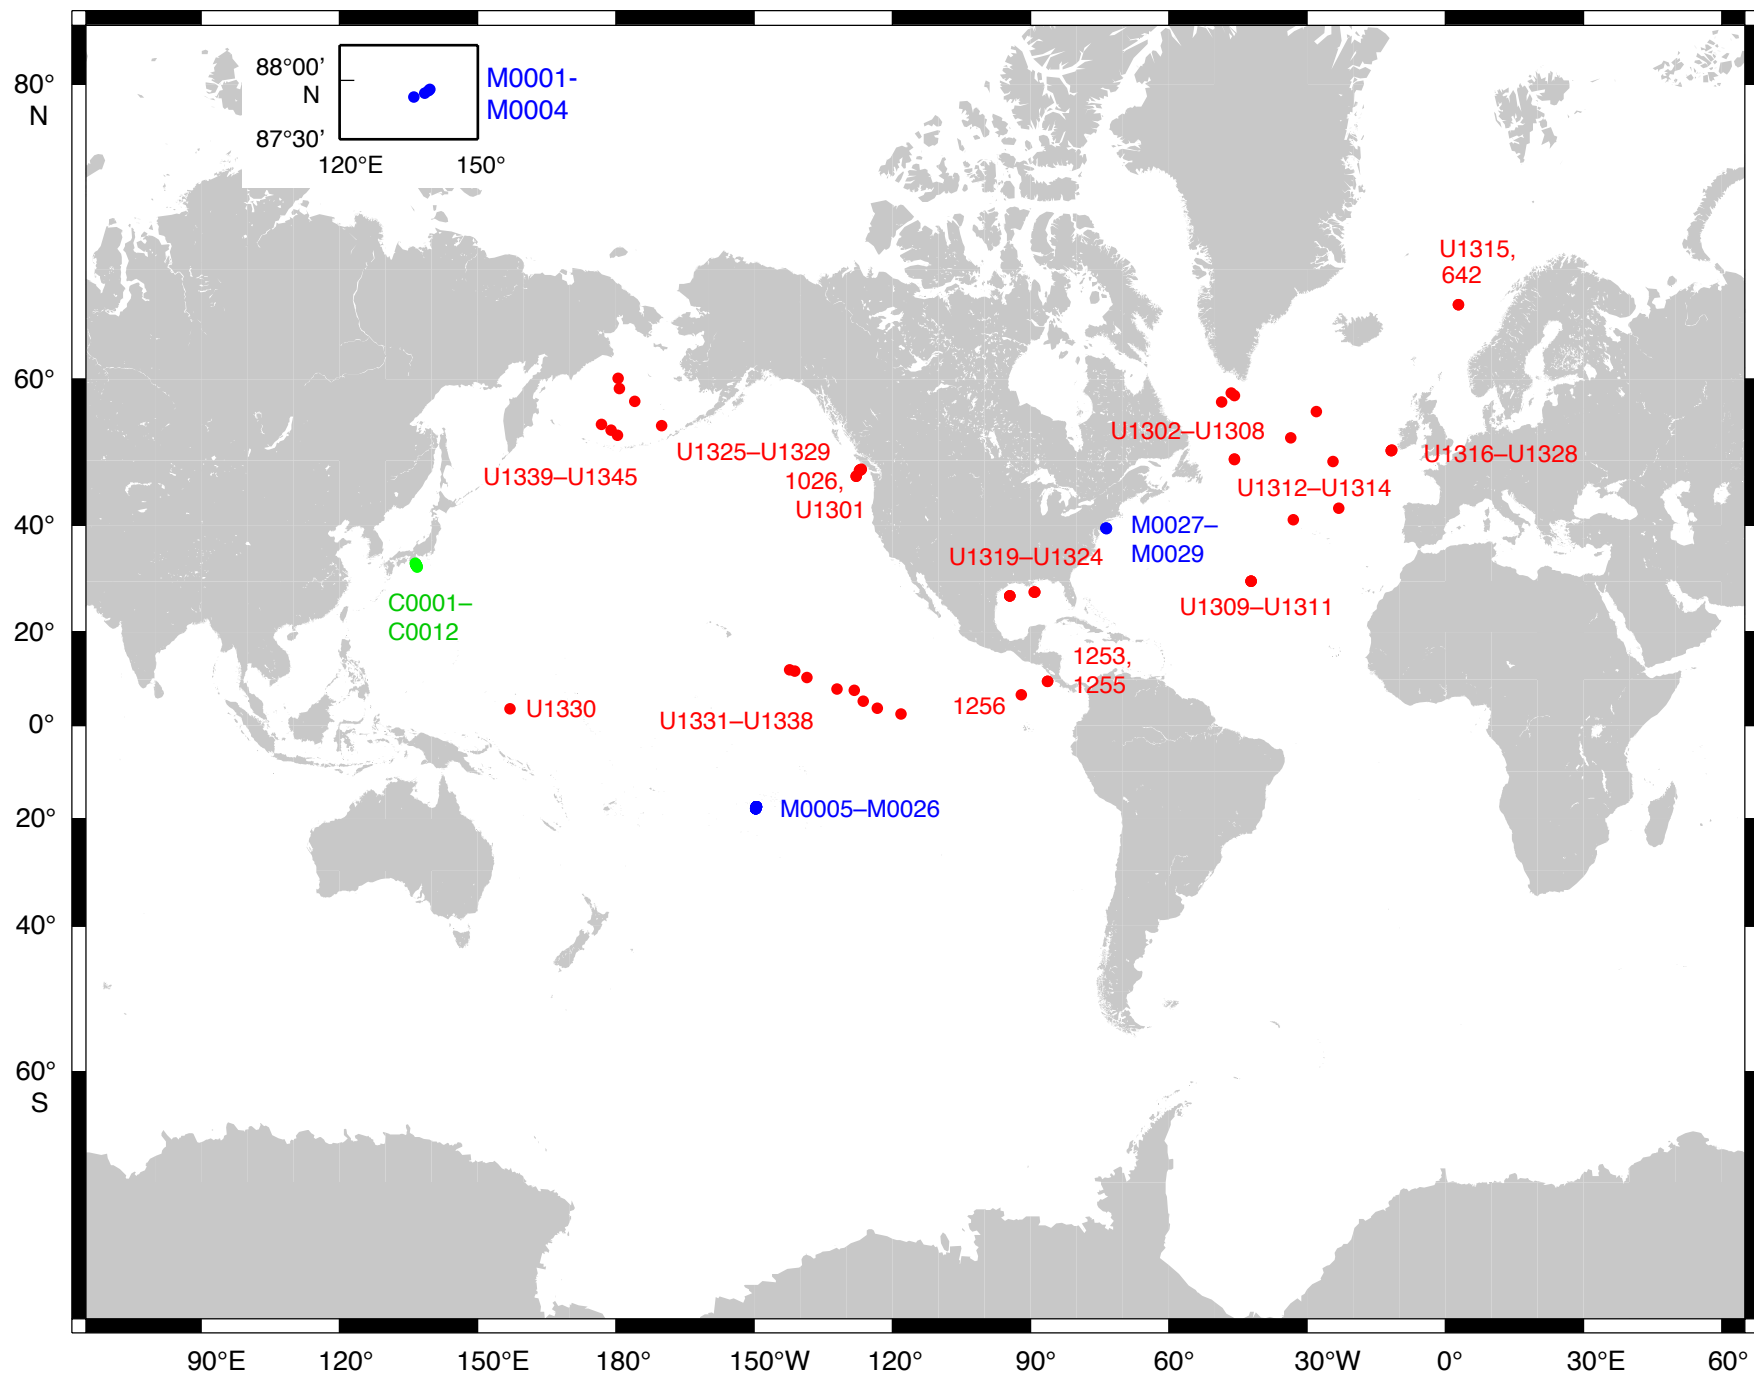 88°00’
N
87°30’
120°E
150°
M0001-
M0004
80°
N
60°
40°
20°
0°
20°
40°
60°
S
U1315,
642
U1302–U1308
U1316–U1328
U1312–U1314
U1325–U1329
1026,
U1301
U1339–U1345
M0027–
M0029
U1319–U1324
U1309–U1311
C0001–
C0012
1253,
1255
1256
U1330
U1331–U1338
M0005–M0026
90°E
120°
150°E
180°
150°W
120°
90°
60°
30°W
0°
30°E
60°